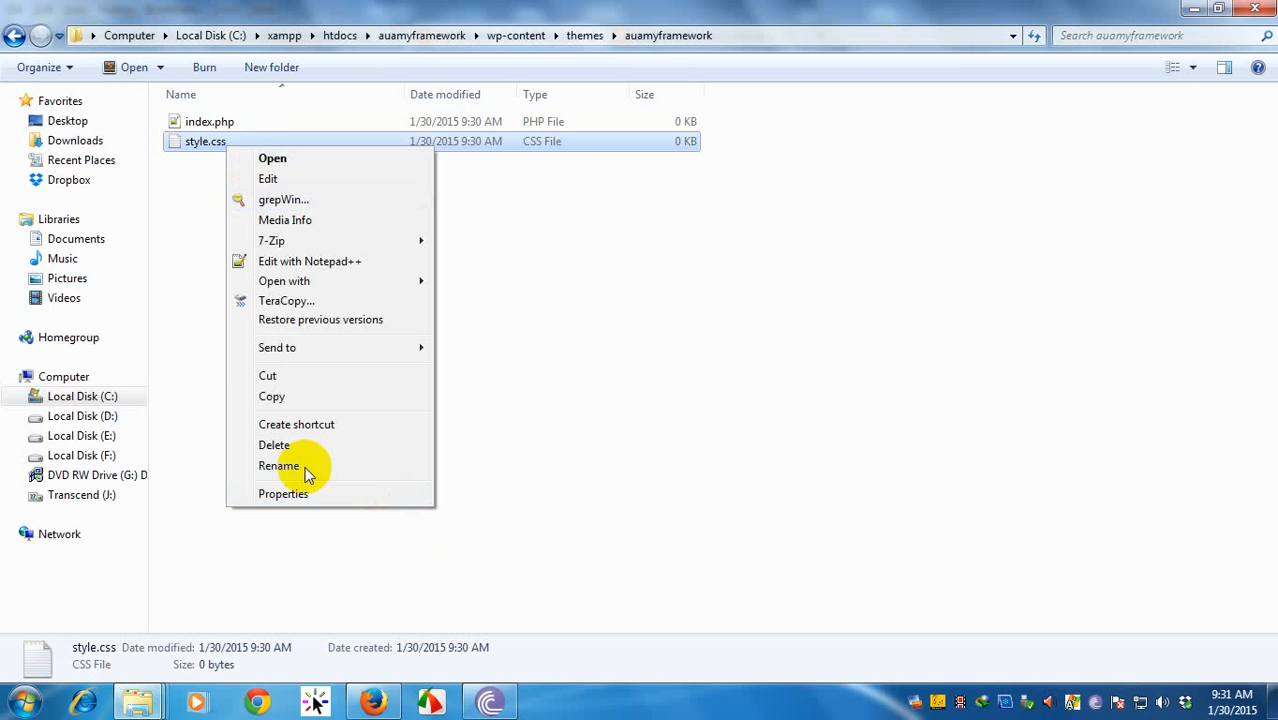 Computer Local Disk (C:) xampp htdocs auamyframework wp-content themes auamyframework Search auamyframework
Organize Open Burn New folder
Favorites
Desktop
Downloads
Recent Places
Dropbox
Libraries
Documents
Music
Pictures
Videos
Homegroup
Computer
Local Disk (C:)
Local Disk (D:)
Local Disk (E:)
Local Disk (F:)
DVD RW Drive (G:) D
Transcend (J:)
Network
Name Date modified Type Size
index.php 1/30/2015 9:30 AM PHP File 0 KB
style.css 1/30/2015 9:30 AM CSS File 0 KB
Open
Edit
grepWin...
Media Info
7-Zip
Edit with Notepad++
Open with
TeraCopy...
Restore previous versions
Send to
Cut
Copy
Create shortcut
Delete
Rename
Properties
style.css Date modified: 1/30/2015 9:30 AM Date created: 1/30/2015 9:30 AM
CSS File Size: 0 bytes
9:31 AM
1/30/2015